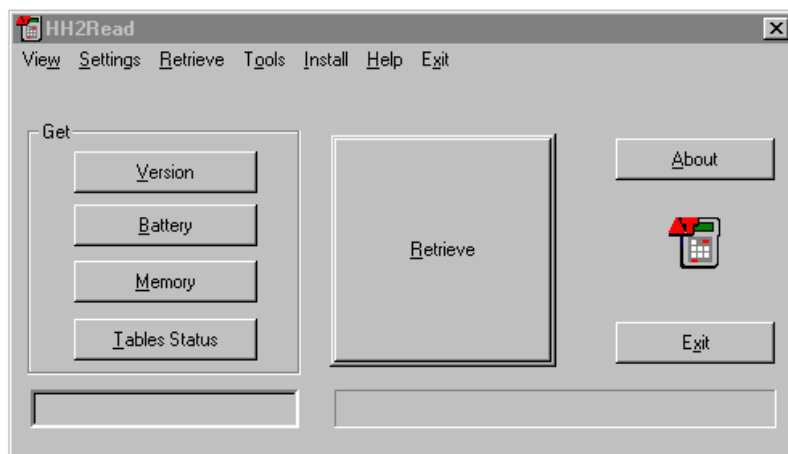 HH2Read
View Settings Retrieve Tools Install Help Exit
Get
Version
Battery
Memory
Tables Status
Retrieve
About
Exit